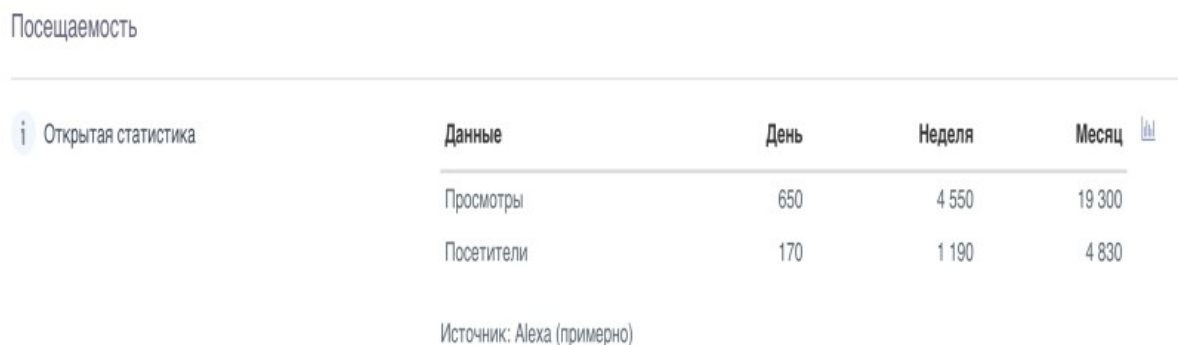 Посещаемость
i Открытая статистика
Данные День Неделя Месяц
Просмотры 650 4 550 19 300
Посетители 170 1 190 4 830
Источник: Alexa (примерно)